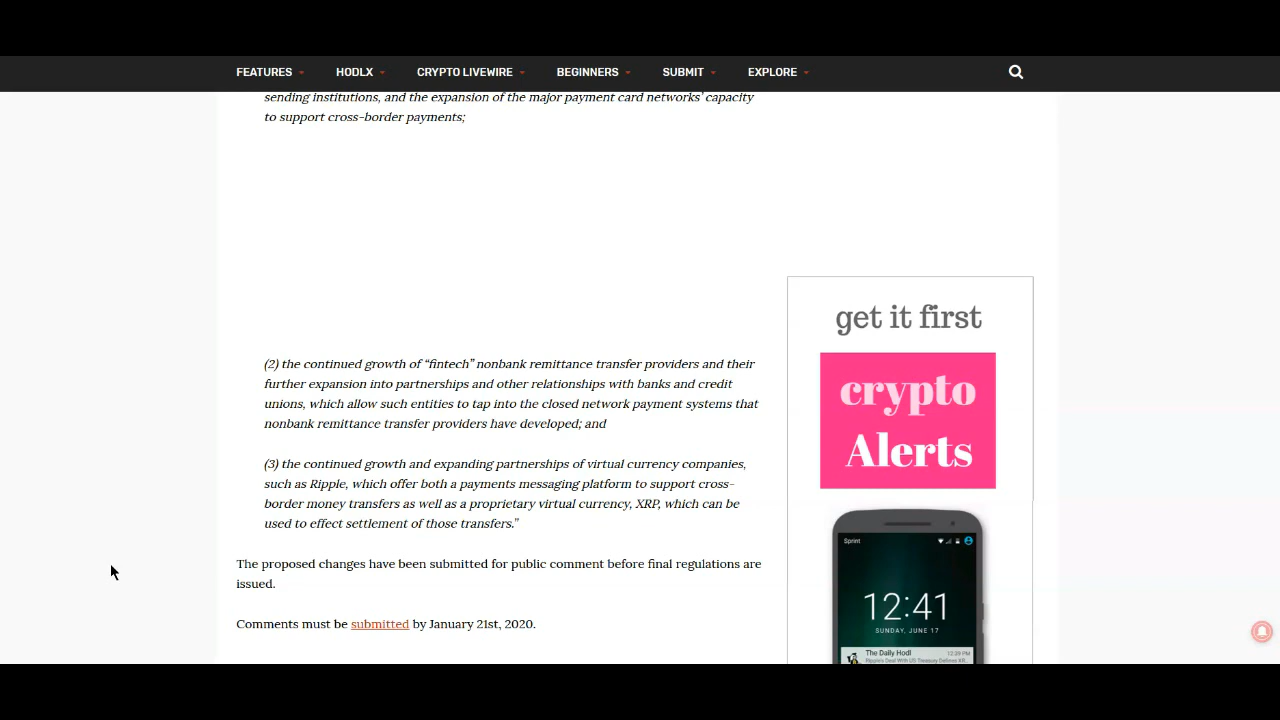 FEATURES HODLX CRYPTO LIVEWIRE BEGINNERS SUBMIT EXPLORE
sending institutions, and the expansion of the major payment card networks' capacity
to support cross-border payments;
(2) the continued growth of “fintech” nonbank remittance transfer providers and their
further expansion into partnerships and other relationships with banks and credit
unions, which allow such entities to tap into the closed network payment systems that
nonbank remittance transfer providers have developed; and
(3) the continued growth and expanding partnerships of virtual currency companies,
such as Ripple, which offer both a payments messaging platform to support cross-
border money transfers as well as a proprietary virtual currency, XRP, which can be
used to effect settlement of those transfers.”
The proposed changes have been submitted for public comment before final regulations are
issued.
Comments must be submitted by January 21st, 2020.
get it first
crypto
Alerts
Sprint
12:41
SUNDAY, JUNE 17
The Daily Hodl 12:39 PM
Ripple's Deal With US Treasury Defines XR...